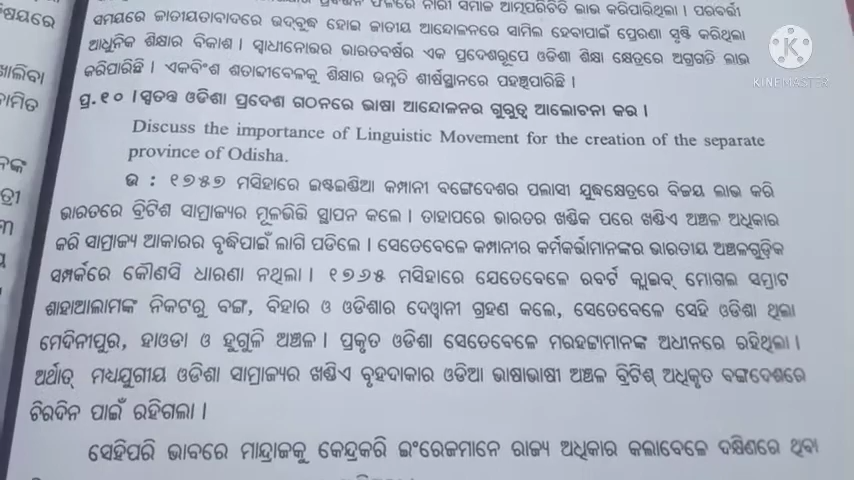 ସମୟରେ ଜାତୀୟତାବାଦରେ ଉଦ୍‌ବୁଦ୍ଧ ହୋଇ ଜାତୀୟ ଆନ୍ଦୋଳନରେ ସାମିଲ ହେବାପାଇଁ ପ୍ରେରଣା ସୃଷ୍ଟି କରିଥିଲା
ଆଧୁନିକ ଶିକ୍ଷାର ବିକାଶ । ସ୍ୱାଧୀନୋତ୍ତର ଭାରତବର୍ଷର ଏକ ପ୍ରଦେଶରୂପେ ଓଡିଶା ଶିକ୍ଷା କ୍ଷେତ୍ରରେ ଅଗ୍ରଗତି ଲାଭ
କରିପାରିଛି । ଏକବିଂଶ ଶତାବ୍ଦୀବେଳକୁ ଶିକ୍ଷାର ଉନ୍ନତି ଶୀର୍ଷସ୍ଥାନରେ ପହଞ୍ଚିପାରିଛି ।
KINEMASTER
ପ୍ର.୧୦ । ସ୍ୱତନ୍ତ୍ର ଓଡିଶା ପ୍ରଦେଶ ଗଠନରେ ଭାଷା ଆନ୍ଦୋଳନର ଗୁରୁତ୍ୱ ଆଲୋଚନା କର ।
Discuss the importance of Linguistic Movement for the creation of the separate
province of Odisha.
ଉ : ୧୭୫୭ ମସିହାରେ ଇଷ୍ଟଇଣ୍ଡିଆ କମ୍ପାନୀ ବଙ୍ଗେଦେଶର ପଲାସୀ ଯୁଦ୍ଧକ୍ଷେତ୍ରରେ ବିଜୟ ଲାଭ କରି
ଭାରତରେ ବ୍ରିଟିଶ ସାମ୍ରାଜ୍ୟର ମୂଳଭିତ୍ତି ସ୍ଥାପନ କଲେ । ତାହାପରେ ଭାରତର ଖଣ୍ଡିକ ପରେ ଖଣ୍ଡିଏ ଅଞ୍ଚଳ ଅଧିକାର
କରି ସାମ୍ରାଜ୍ୟ ଆକାରର ବୃଦ୍ଧିପାଇଁ ଲାଗି ପଡିଲେ । ସେତେବେଳେ କମ୍ପାନୀର କର୍ମକର୍ତ୍ତାମାନଙ୍କର ଭାରତୀୟ ଅଞ୍ଚଳଗୁଡ଼ିକ
ସମ୍ପର୍କରେ କୌଣସି ଧାରଣା ନଥିଲା । ୧୭୬୫ ମସିହାରେ ଯେତେବେଳେ ରବର୍ଟ କ୍ଲାଇବ୍ ମୋଗଲ ସମ୍ରାଟ
ଶାହାଆଲାମଙ୍କ ନିକଟରୁ ବଙ୍ଗ, ବିହାର ଓ ଓଡିଶାର ଦେୱାନୀ ଗ୍ରହଣ କଲେ, ସେତେବେଳେ ସେହି ଓଡିଶା ଥିଲା
ମେଦିନୀପୁର, ହାଓଡା ଓ ହୁଗୁଳି ଅଞ୍ଚଳ । ପ୍ରକୃତ ଓଡିଶା ସେତେବେଳେ ମରହଟ୍ଟାମାନଙ୍କ ଅଧୀନରେ ରହିଥିଲା ।
ଅର୍ଥାତ୍ ମଧ୍ୟଯୁଗୀୟ ଓଡିଶା ସାମ୍ରାଜ୍ୟର ଖଣ୍ଡିଏ ବୃହଦାକାର ଓଡିଆ ଭାଷାଭାଷୀ ଅଞ୍ଚଳ ବ୍ରିଟିଶ୍ ଅଧିକୃତ ବଙ୍ଗଦେଶରେ
ଚିରଦିନ ପାଇଁ ରହିଗଲା ।
ସେହିପରି ଭାବରେ ମାନ୍ଦ୍ରାଜକୁ କେନ୍ଦ୍ରକରି ଇଂରେଜମାନେ ରାଜ୍ୟ ଅଧିକାର କଲାବେଳେ ଦକ୍ଷିଣରେ ଥିବା